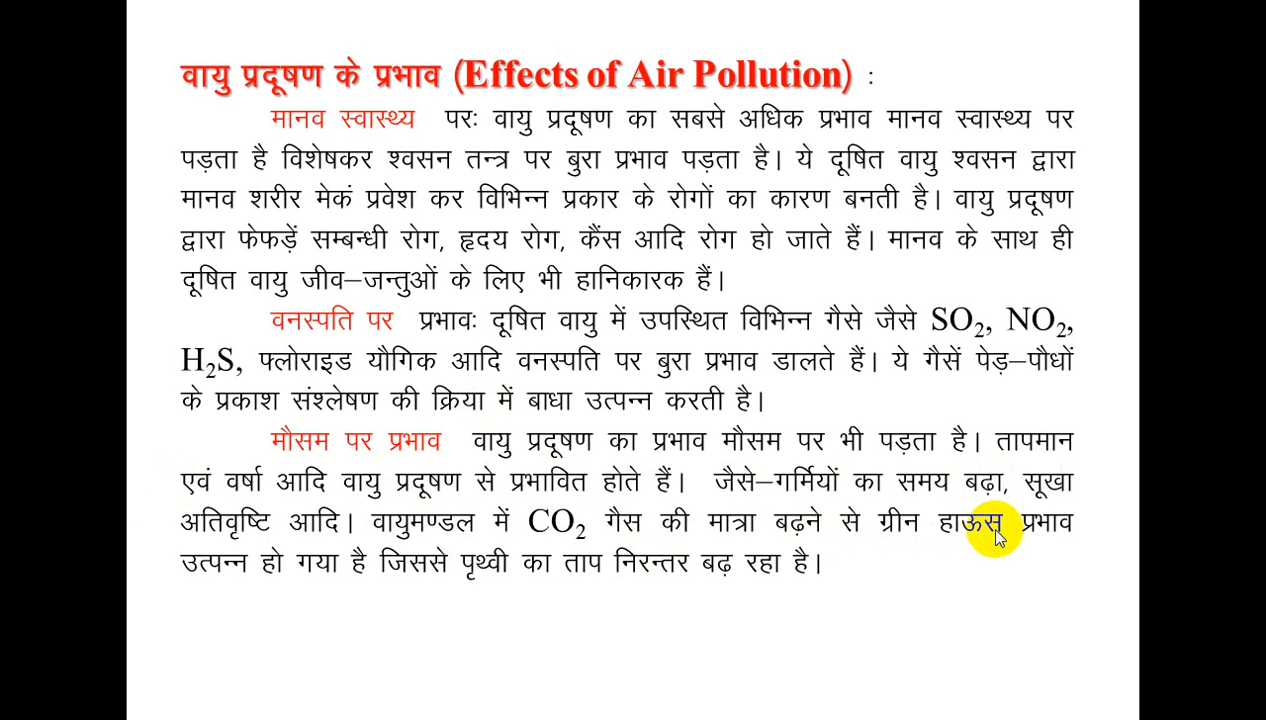 वायु प्रदूषण के प्रभाव (Effects of Air Pollution) :
मानव स्वास्थ्य परः वायु प्रदूषण का सबसे अधिक प्रभाव मानव स्वास्थ्य पर
पड़ता है विशेषकर श्वसन तन्त्र पर बुरा प्रभाव पड़ता है। ये दूषित वायु श्वसन द्वारा
मानव शरीर मेकं प्रवेश कर विभिन्न प्रकार के रोगों का कारण बनती है। वायु प्रदूषण
द्वारा फेफड़ें सम्बन्धी रोग, हृदय रोग, कैंस आदि रोग हो जाते हैं। मानव के साथ ही
दूषित वायु जीव–जन्तुओं के लिए भी हानिकारक हैं।
वनस्पति पर प्रभावः दूषित वायु में उपस्थित विभिन्न गैसे जैसे SO₂, NO₂,
H₂S, फ्लोराइड यौगिक आदि वनस्पति पर बुरा प्रभाव डालते हैं। ये गैसें पेड़–पौधों
के प्रकाश संश्लेषण की क्रिया में बाधा उत्पन्न करती है।
मौसम पर प्रभाव वायु प्रदूषण का प्रभाव मौसम पर भी पड़ता है। तापमान
एवं वर्षा आदि वायु प्रदूषण से प्रभावित होते हैं। जैसे–गर्मियों का समय बढ़ा, सूखा
अतिवृष्टि आदि। वायुमण्डल में CO₂ गैस की मात्रा बढ़ने से ग्रीन हाऊस प्रभाव
उत्पन्न हो गया है जिससे पृथ्वी का ताप निरन्तर बढ़ रहा है।